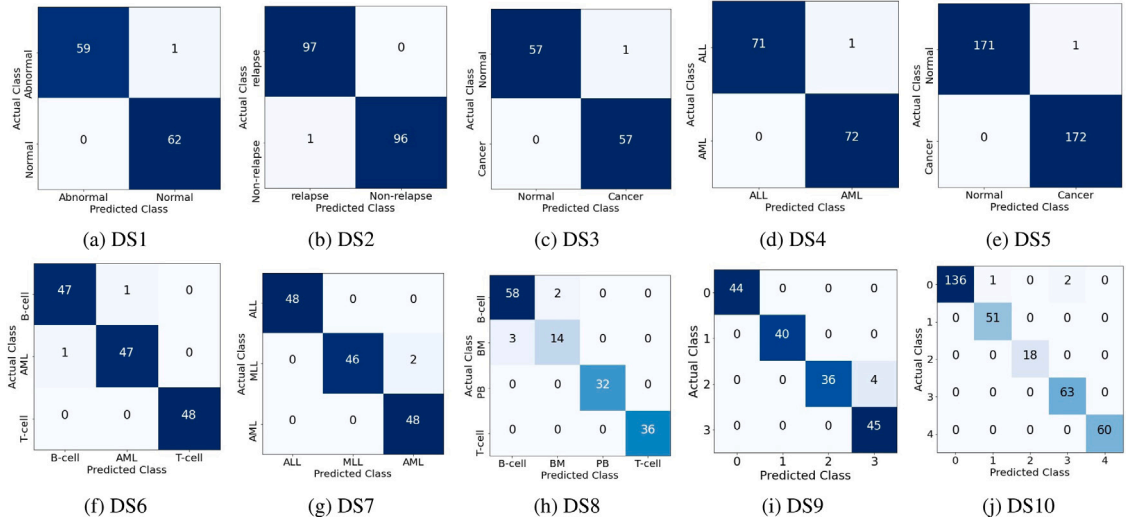 Actual Class
Abnormal
Normal
59 1
0 62
Abnormal Normal
Predicted Class
(a) DS1
Actual Class
relapse
Non-relapse
97 0
1 96
relapse Non-relapse
Predicted Class
(b) DS2
Actual Class
Normal
Cancer
57 1
0 57
Normal Cancer
Predicted Class
(c) DS3
Actual Class
ALL
AML
71 1
0 72
ALL AML
Predicted Class
(d) DS4
Actual Class
Normal
Cancer
171 1
0 172
Normal Cancer
Predicted Class
(e) DS5
Actual Class
B-cell
AML
T-cell
47 1 0
1 47 0
0 0 48
B-cell AML T-cell
Predicted Class
(f) DS6
Actual Class
ALL
MLL
AML
48 0 0
0 46 2
0 0 48
ALL MLL AML
Predicted Class
(g) DS7
Actual Class
B-cell
BM
PB
T-cell
58 2 0 0
3 14 0 0
0 0 32 0
0 0 0 36
B-cell BM PB T-cell
Predicted Class
(h) DS8
Actual Class
0 44 0 0 0
1 0 40 0 0
2 0 0 36 4
3 0 0 0 45
0 1 2 3
Predicted Class
(i) DS9
Actual Class
0 136 1 0 2 0
1 0 51 0 0 0
2 0 0 18 0 0
3 0 0 0 63 0
4 0 0 0 0 60
0 1 2 3 4
Predicted Class
(j) DS10